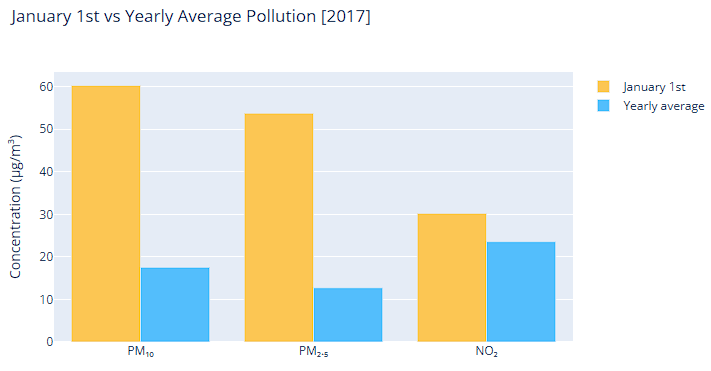 January 1st vs Yearly Average Pollution [2017]
January 1st
Yearly average
Concentration (μg/m³)
60
50
40
30
20
10
0
PM₁₀
PM₂.₅
NO₂